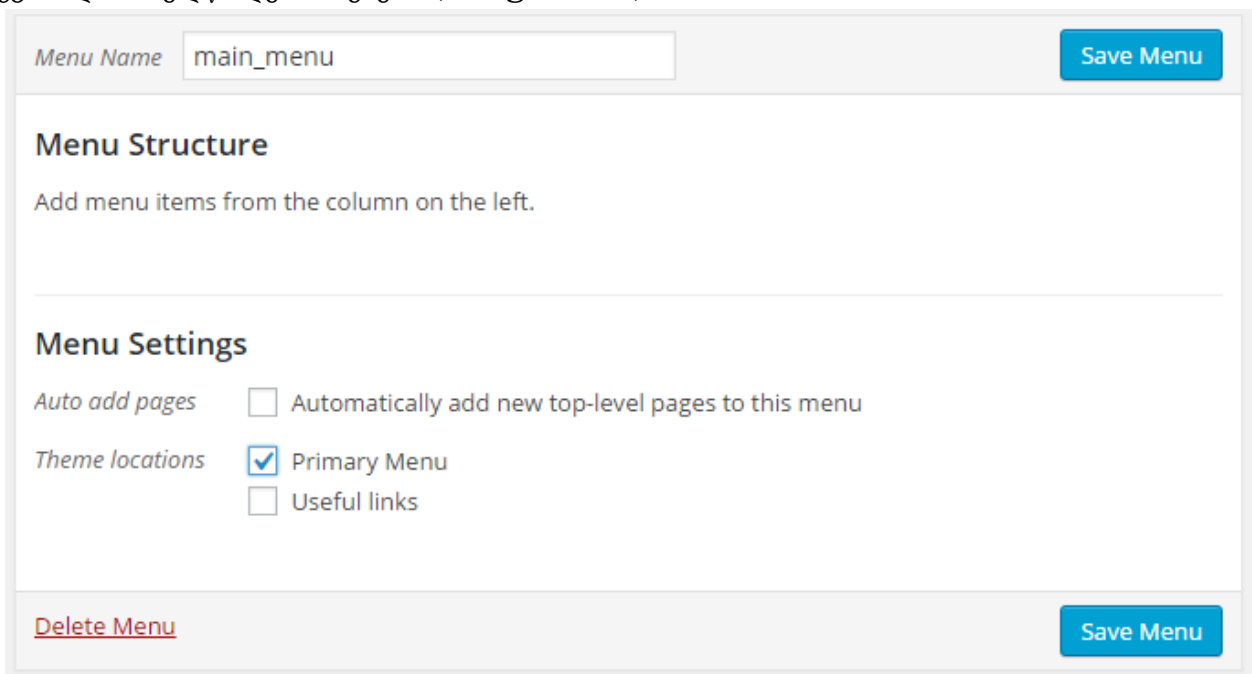 Menu Name main_menu Save Menu
Menu Structure
Add menu items from the column on the left.
Menu Settings
Auto add pages Automatically add new top-level pages to this menu
Theme locations Primary Menu
Useful links
Delete Menu Save Menu